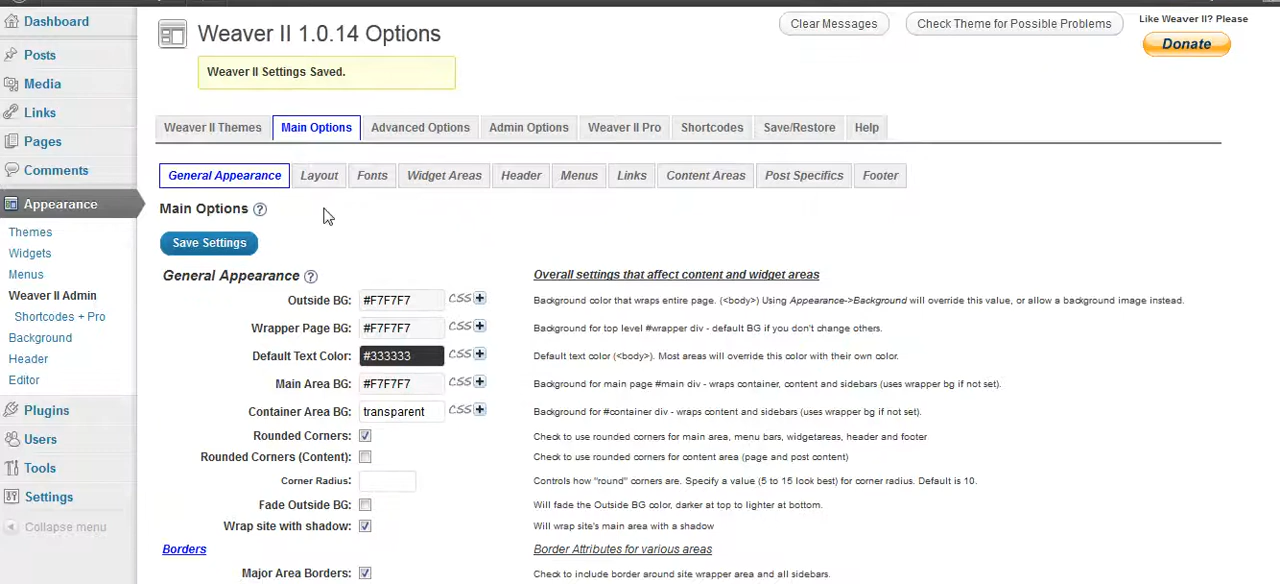 Dashboard
Posts
Media
Links
Pages
Comments
Appearance
Themes
Widgets
Menus
Weaver II Admin
Shortcodes + Pro
Background
Header
Editor
Plugins
Users
Tools
Settings
Collapse menu
Weaver II 1.0.14 Options
Clear Messages
Check Theme for Possible Problems
Like Weaver II? Please
Donate
Weaver II Settings Saved.
Weaver II Themes Main Options Advanced Options Admin Options Weaver II Pro Shortcodes Save/Restore Help
General Appearance Layout Fonts Widget Areas Header Menus Links Content Areas Post Specifics Footer
Main Options ?
Save Settings
General Appearance ? Overall settings that affect content and widget areas
Outside BG: #F7F7F7 CSS + Background color that wraps entire page. (<body>) Using Appearance->Background will override this value, or allow a background image instead.
Wrapper Page BG: #F7F7F7 CSS + Background for top level #wrapper div - default BG if you don't change others.
Default Text Color: #333333 CSS + Default text color (<body>). Most areas will override this color with their own color.
Main Area BG: #F7F7F7 CSS + Background for main page #main div - wraps container, content and sidebars (uses wrapper bg if not set).
Container Area BG: transparent CSS + Background for #container div - wraps content and sidebars (uses wrapper bg if not set).
Rounded Corners: Check to use rounded corners for main area, menu bars, widgetareas, header and footer
Rounded Corners (Content): Check to use rounded corners for content area (page and post content)
Corner Radius: Controls how "round" corners are. Specify a value (5 to 15 look best) for corner radius. Default is 10.
Fade Outside BG: Will fade the Outside BG color, darker at top to lighter at bottom.
Wrap site with shadow: Will wrap site's main area with a shadow
Borders Border Attributes for various areas
Major Area Borders: Check to include border around site wrapper area and all sidebars.